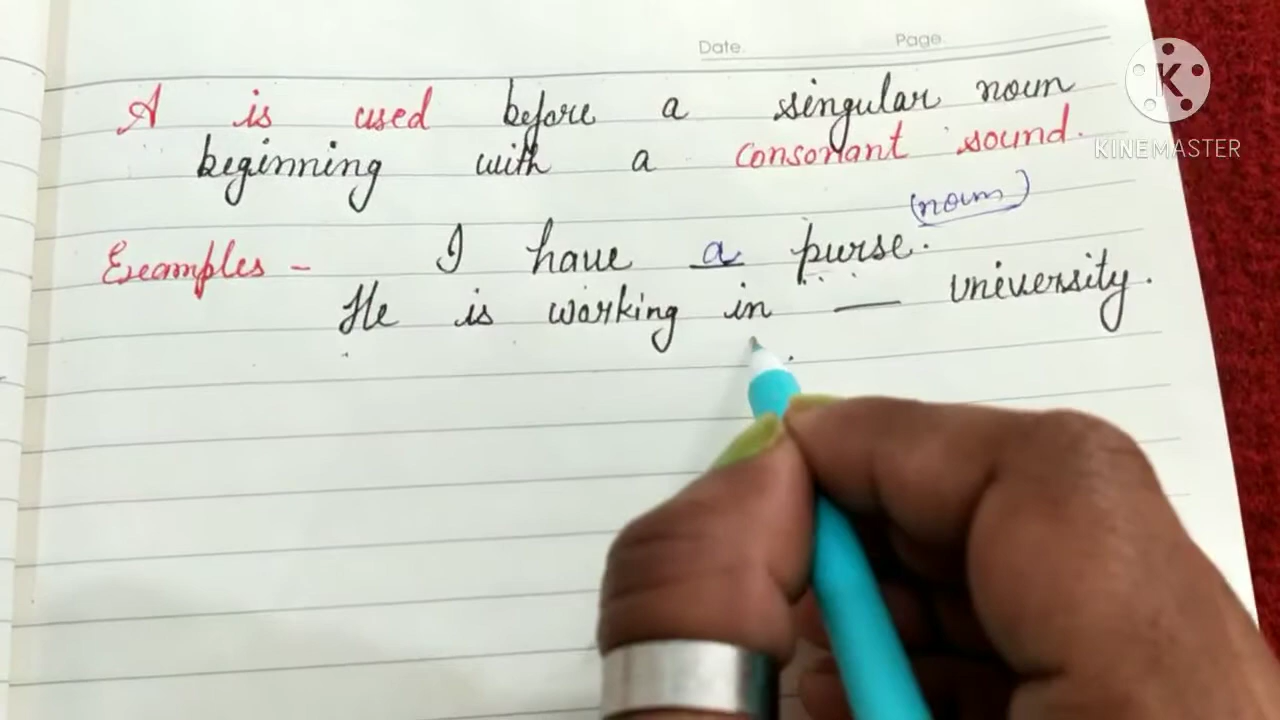 Date. Page.
A is used before a singular noun
beginning with a consonant sound.
(noun)
Examples - I have a purse.
He is working in ___ university.
K
KINEMASTER